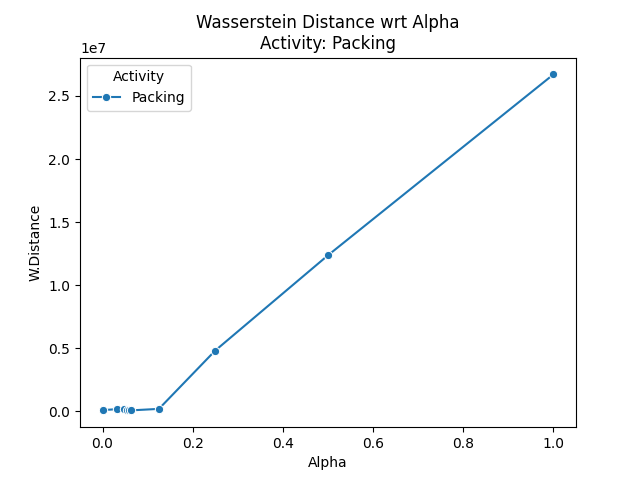 Wasserstein Distance wrt Alpha
Activity: Packing
1e7
Activity
Packing
2.5
2.0
1.5
1.0
0.5
0.0
W.Distance
0.0 0.2 0.4 0.6 0.8 1.0
Alpha